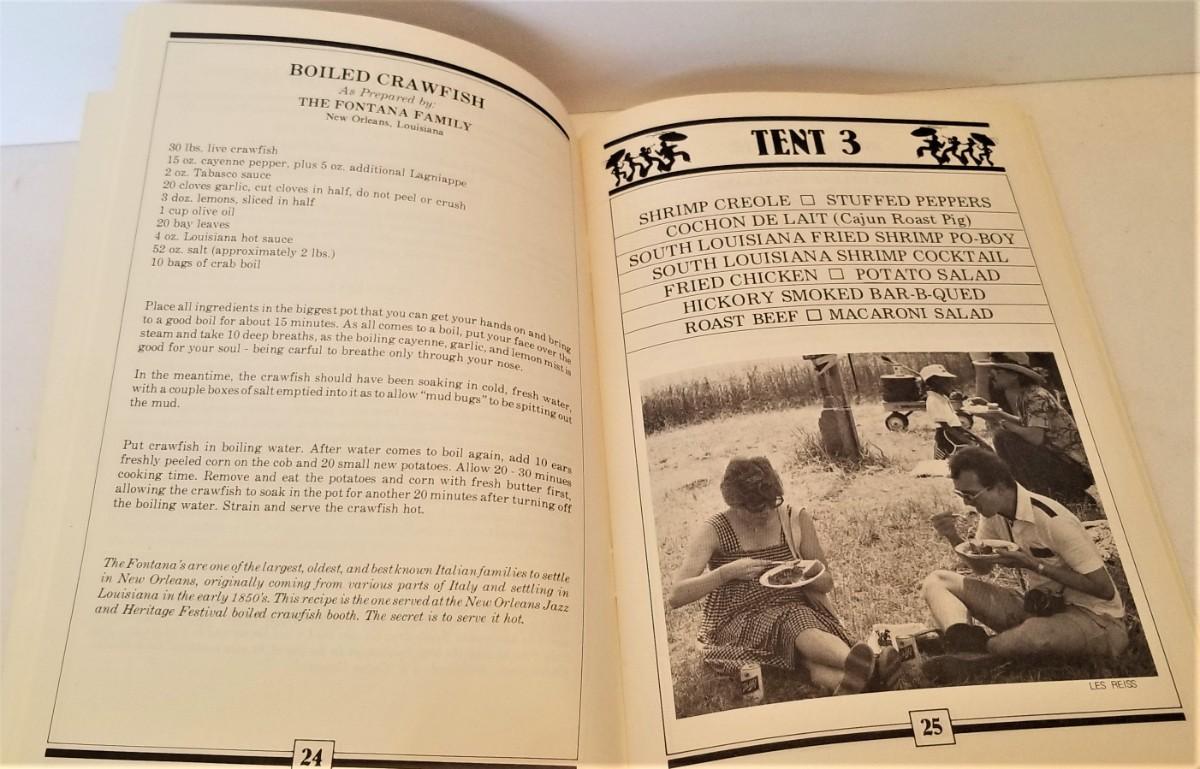 BOILED CRAWFISH
As Prepared by:
THE FONTANA FAMILY
New Orleans, Louisiana
30 lbs. live crawfish
15 oz. cayenne pepper, plus 5 oz. additional Lagniappe
2 oz. Tabasco sauce
20 cloves garlic, cut cloves in half, do not peel or crush
3 doz. lemons, sliced in half
1 cup olive oil
20 bay leaves
4 oz. Louisiana hot sauce
52 oz. salt (approximately 2 lbs.)
10 bags of crab boil
Place all ingredients in the biggest pot that you can get your hands on and bring
to a good boil for about 15 minutes. As all comes to a boil, put your face over the
steam and take 10 deep breaths, as the boiling cayenne, garlic, and lemon mist is
good for your soul - being carful to breathe only through your nose.
In the meantime, the crawfish should have been soaking in cold, fresh water,
with a couple boxes of salt emptied into it as to allow "mud bugs" to be spitting out
the mud.
Put crawfish in boiling water. After water comes to boil again, add 10 ears
freshly peeled corn on the cob and 20 small new potatoes. Allow 20 - 30 minues
cooking time. Remove and eat the potatoes and corn with fresh butter first,
allowing the crawfish to soak in the pot for another 20 minutes after turning off
the boiling water. Strain and serve the crawfish hot.
The Fontana's are one of the largest, oldest, and best known Italian families to settle
in New Orleans, originally coming from various parts of Italy and settling in
Louisiana in the early 1850's. This recipe is the one served at the New Orleans Jazz
and Heritage Festival boiled craufish booth. The secret is to serve it hot.
24
TENT 3
SHRIMP CREOLE □ STUFFED PEPPERS
COCHON DE LAIT (Cajun Roast Pig)
SOUTH LOUISIANA FRIED SHRIMP PO-BOY
SOUTH LOUISIANA SHRIMP COCKTAIL
FRIED CHICKEN □ POTATO SALAD
HICKORY SMOKED BAR-B-QUED
ROAST BEEF □ MACARONI SALAD
LES REISS
25